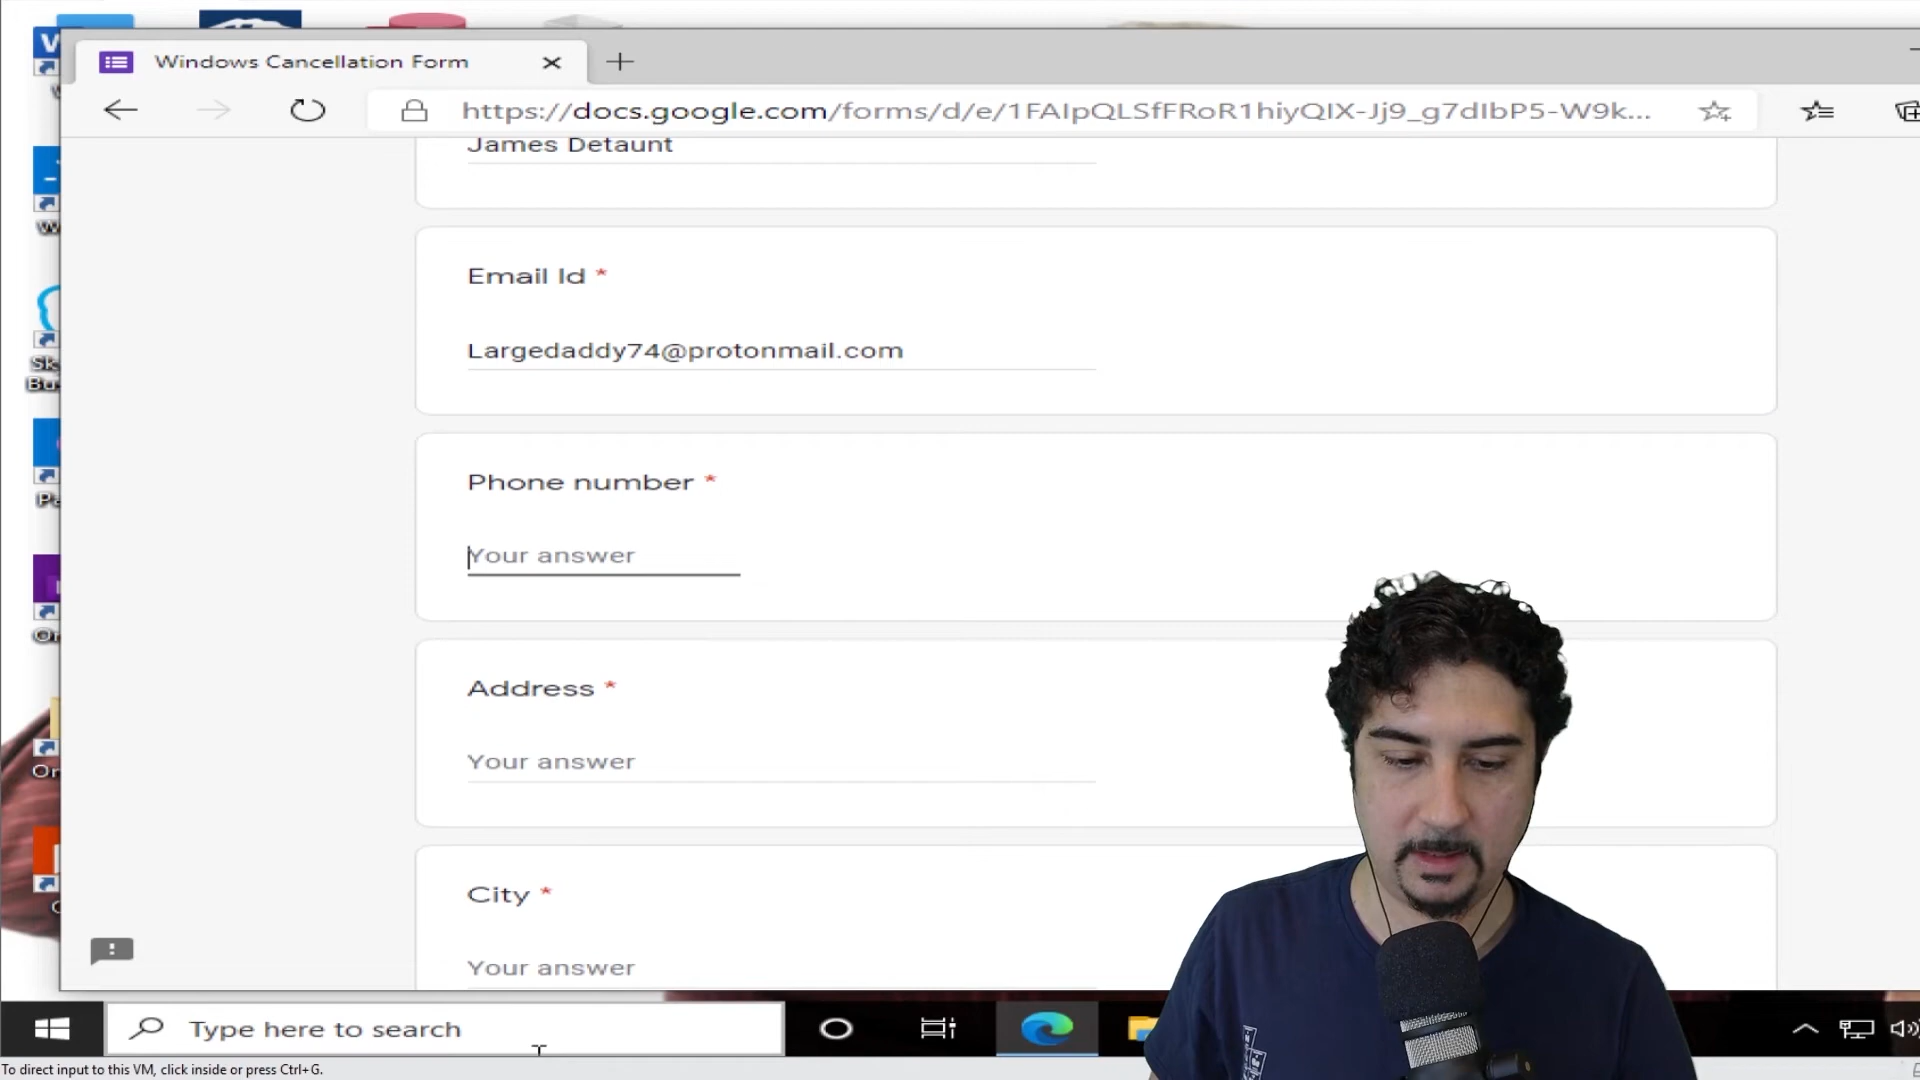 Windows Cancellation Form
https://docs.google.com/forms/d/e/1FAIpQLSfFRoR1hiyQIX-Jj9_g7dIbP5-W9k...
James Detaunt
Email Id *
Largedaddy74@protonmail.com
Phone number *
Your answer
Address *
Your answer
City *
Your answer
Type here to search
To direct input to this VM, click inside or press Ctrl+G.